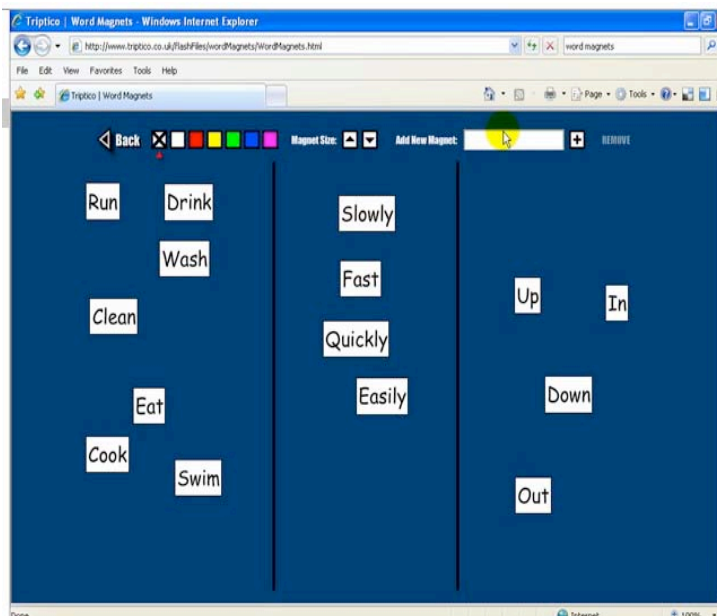 Triptico | Word Magnets - Windows Internet Explorer
http://www.triptico.co.uk/flashFiles/wordMagnets/WordMagnets.html
word magnets
File Edit View Favorites Tools Help
Triptico | Word Magnets
Page Tools
Back
Magnet Size:
Add New Magnet:
REMOVE
Run
Drink
Wash
Clean
Eat
Cook
Swim
Slowly
Fast
Quickly
Easily
Up
In
Down
Out
Done
Internet
100%